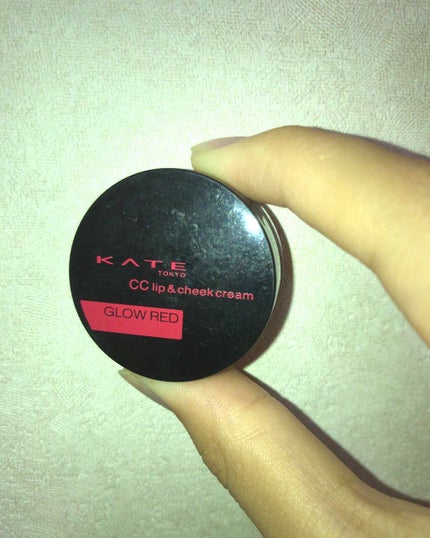 KATE
TOKYO
CC lip & cheek cream
GLOW RED